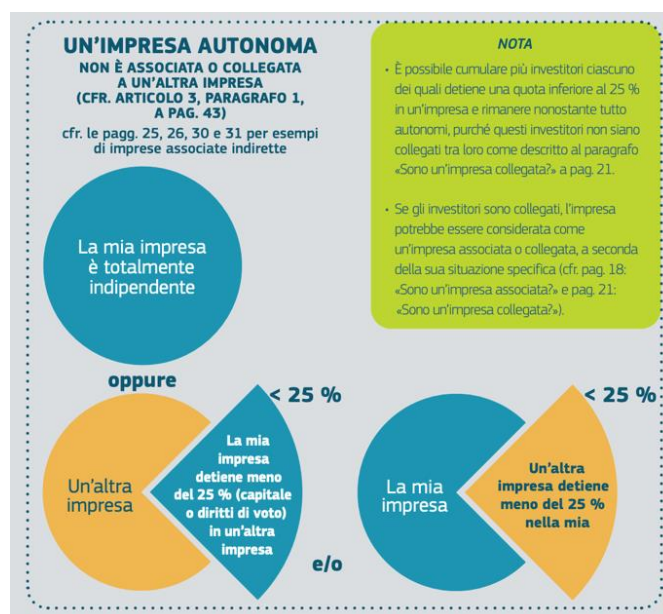 UN'IMPRESA AUTONOMA
NON È ASSOCIATA O COLLEGATA
A UN'ALTRA IMPRESA
(CFR. ARTICOLO 3, PARAGRAFO 1,
A PAG. 43)
cfr. le pagg. 25, 26, 30 e 31 per esempi
di imprese associate indirette
NOTA
• È possibile cumulare più investitori ciascuno
dei quali detiene una quota inferiore al 25 %
in un'impresa e rimanere nonostante tutto
autonomi, purché questi investitori non siano
collegati tra loro come descritto al paragrafo
«Sono un'impresa collegata?» a pag. 21.
• Se gli investitori sono collegati, l'impresa
potrebbe essere considerata come
un'impresa associata o collegata, a seconda
della sua situazione specifica (cfr. pag. 18:
«Sono un'impresa associata?» e pag. 21:
«Sono un'impresa collegata?»).
La mia impresa
è totalmente
indipendente
oppure
< 25 %
Un'altra
impresa
La mia
impresa
detiene meno
del 25 % (capitale
o diritti di voto)
in un'altra
impresa
e/o
< 25 %
La mia
impresa
Un'altra
impresa detiene
meno del 25 %
nella mia